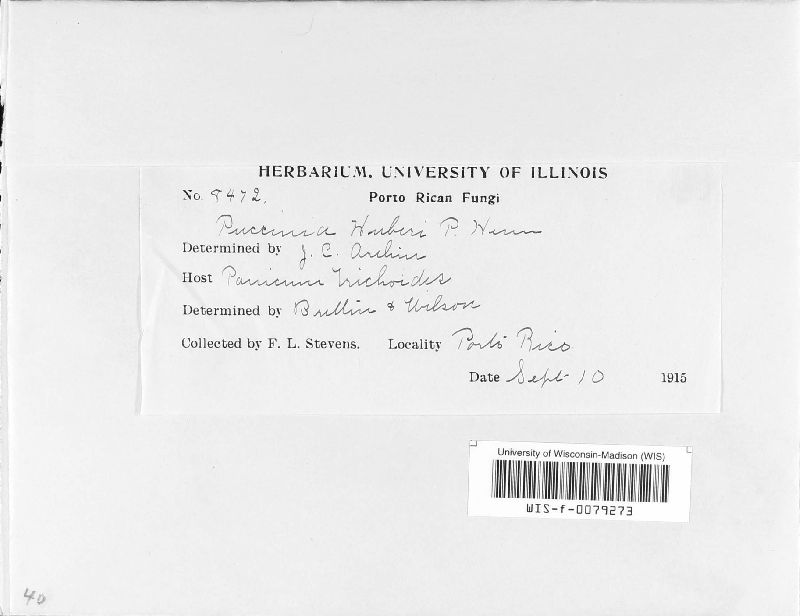 HERBARIUM, UNIVERSITY OF ILLINOIS
No. 9472. Porto Rican Fungi
Puccinia Huberi P. Henn
Determined by J. C. Arthur
Host Panicum trichoides
Determined by Britton & Wilson
Collected by F. L. Stevens. Locality Porto Rico
Date Sept 10 1915
University of Wisconsin-Madison (WIS)
WIS-f-0079273
40